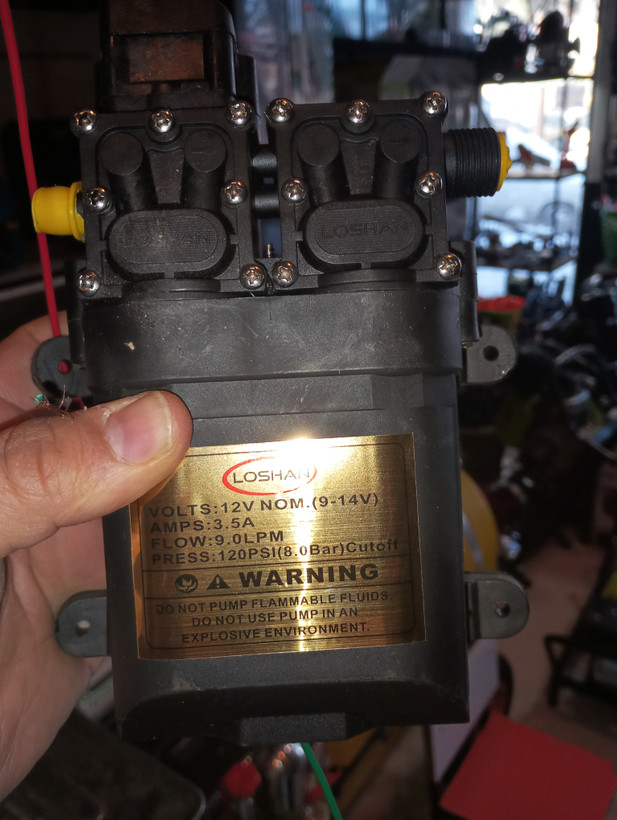 LOSHAN
LOSHAN
LOSHAN
VOLTS:12V NOM.(9-14V)
AMPS:3.5A
FLOW:9.0LPM
PRESS:120PSI(8.0Bar)Cutoff
WARNING
DO NOT PUMP FLAMMABLE FLUIDS.
DO NOT USE PUMP IN AN
EXPLOSIVE ENVIRONMENT.